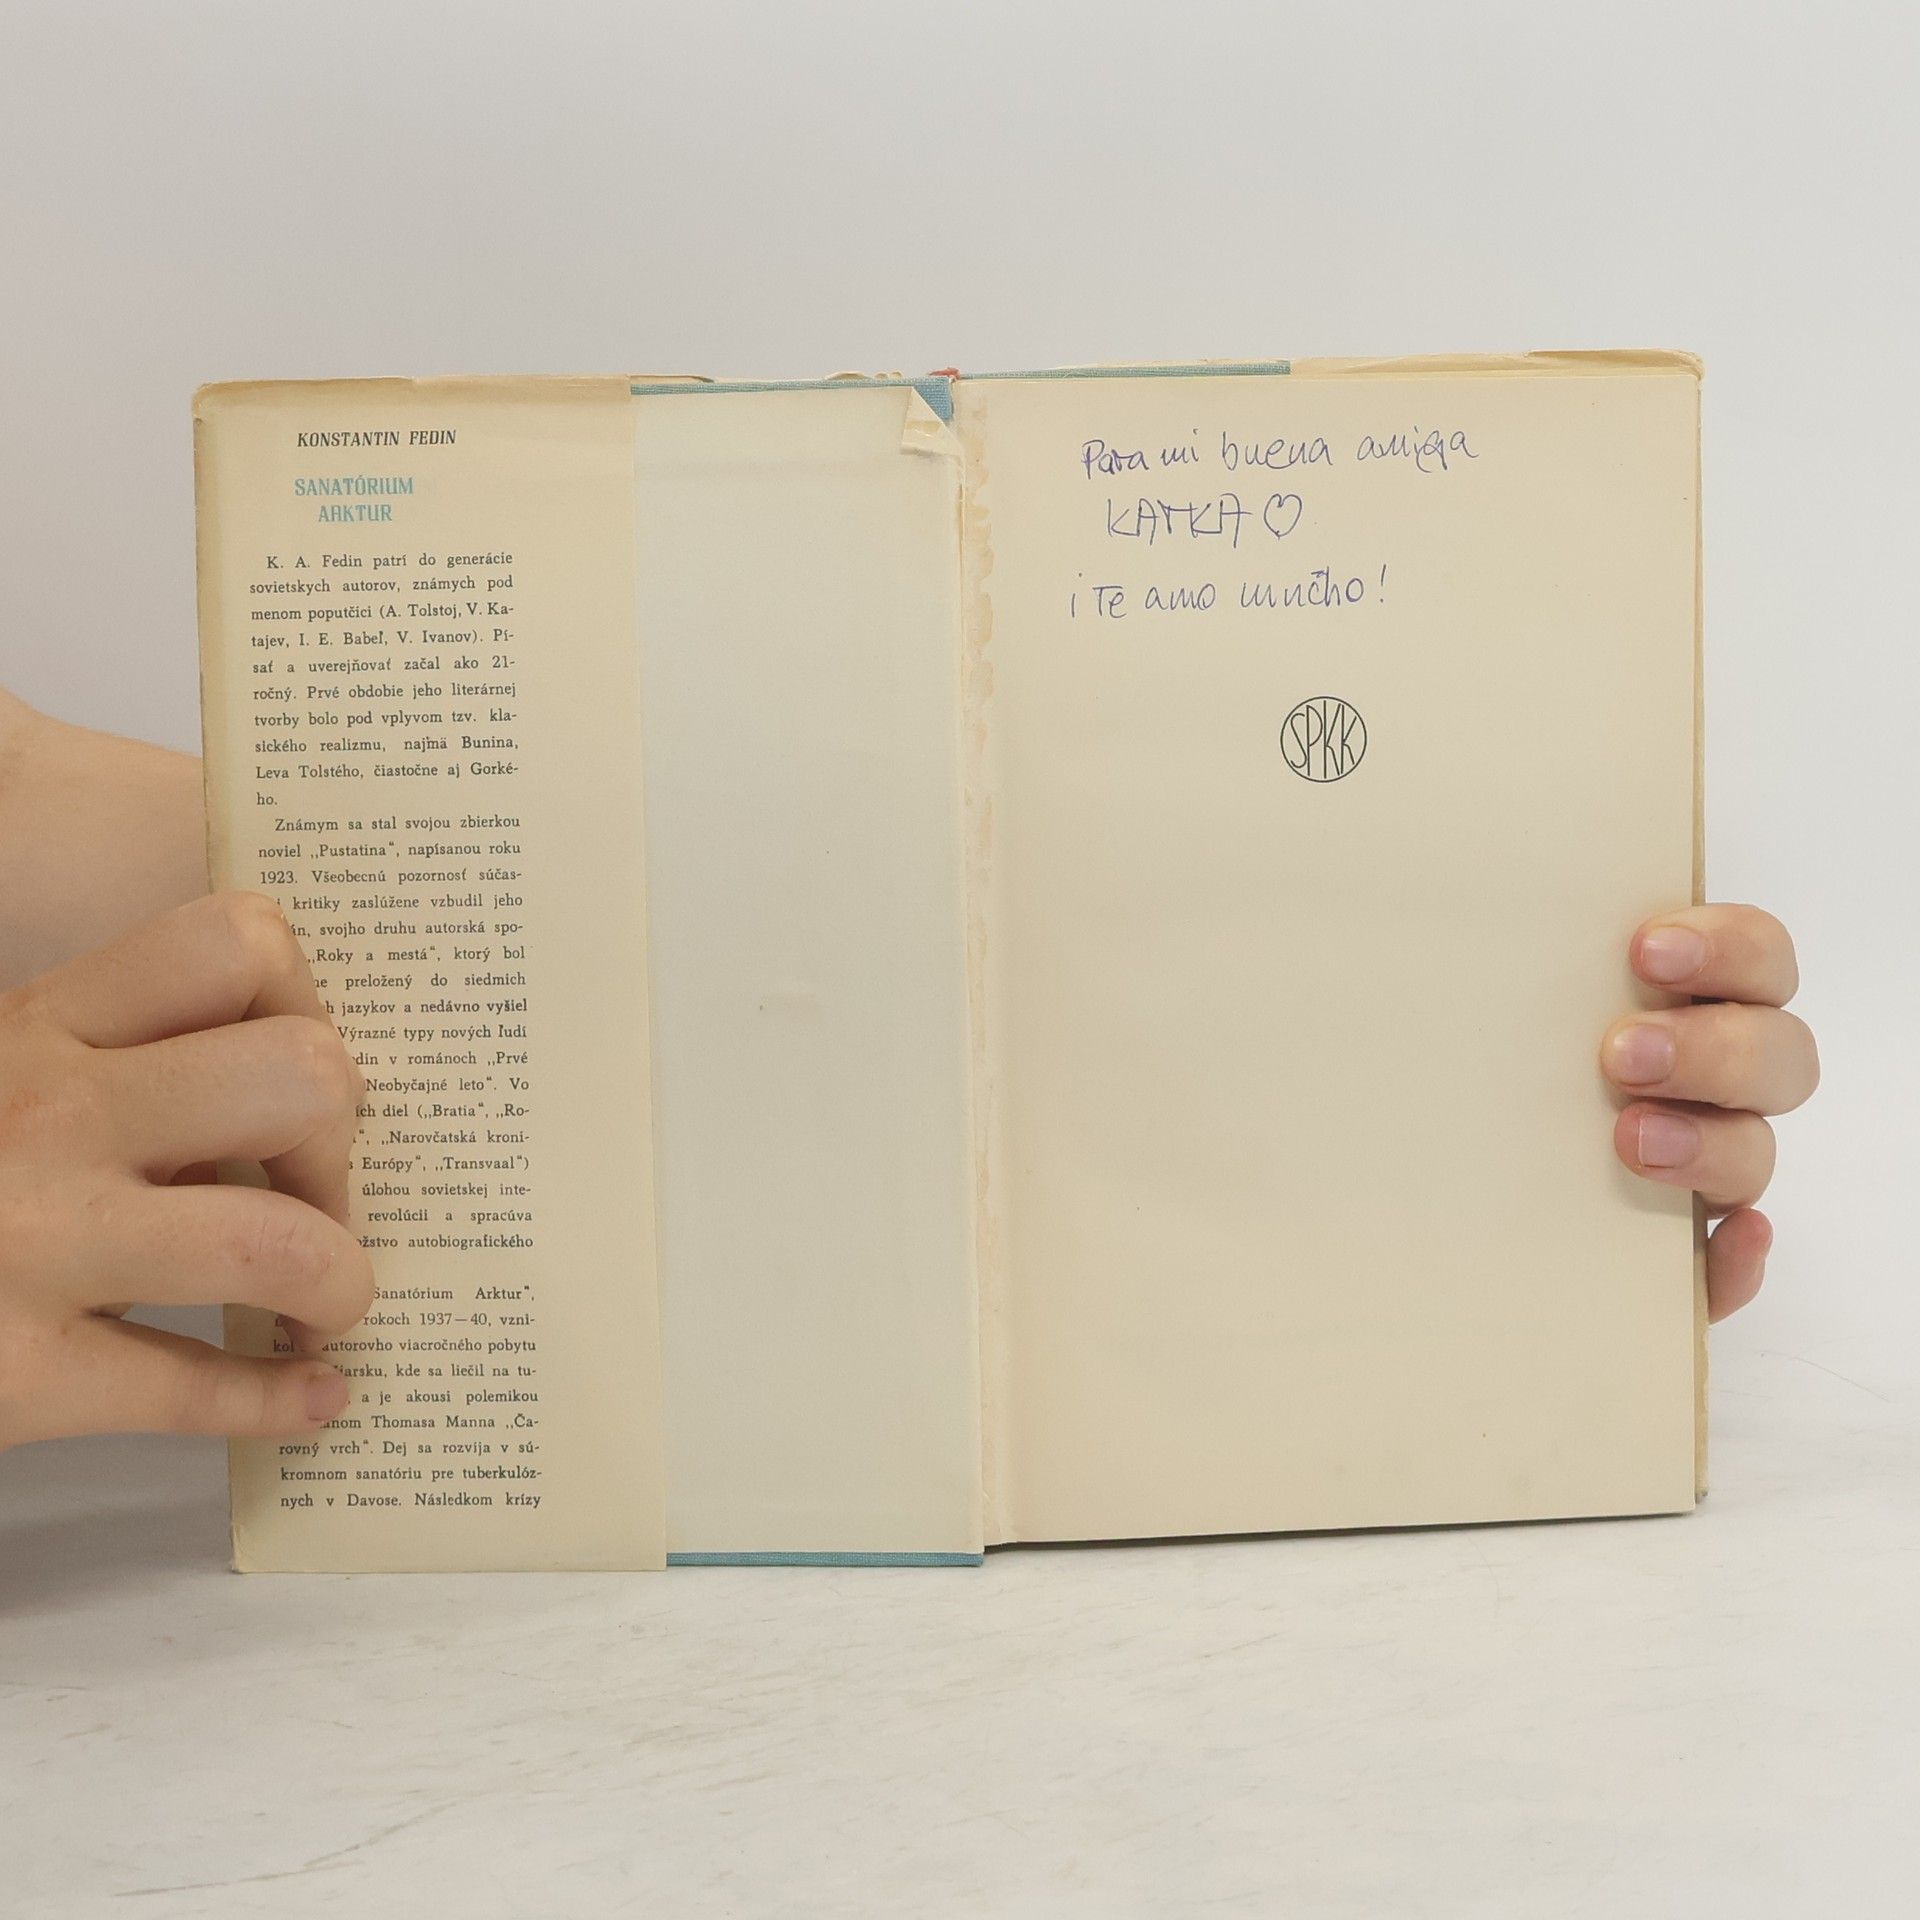 KONSTANTIN FEDIN
SANATÓRIUM
ARKTUR
K. A. Fedin patrí do generácie
sovietskych autorov, známych pod
menom poputčici (A. Tolstoj, V. Ka-
tajev, I. E. Babeľ, V. Ivanov). Pí-
sať a uverejňovať začal ako 21-
ročný. Prvé obdobie jeho literárnej
tvorby bolo pod vplyvom tzv. kla-
sického realizmu, najmä Bunina,
Leva Tolstého, čiastočne aj Gorké-
ho.
Známym sa stal svojou zbierkou
noviel „Pustatina“, napísanou roku
1923. Všeobecnú pozornosť súčas-
kritiky zaslúžene vzbudil jeho
svojho druhu autorská spo-
„Roky a mestá“, ktorý bol
preložený do siedmich
jazykov a nedávno vyšiel
Výrazné typy nových ľudí
v románoch „Prvé
Neobyčajné leto“. Vo
diel („Bratia“, „Ro-
„Narovčatská kroni-
Európy“, „Transvaal“)
úlohou sovietskej inte-
revolúcii a spracúva
autobiografického
Sanatórium Arktur“,
rokoch 1937—40, vzni-
kol autorovho viacročného pobytu
kde sa liečil na tu-
a je akousi polemikou
Thomasa Manna „Ča-
rovný vrch“. Dej sa rozvíja v sú-
kromnom sanatóriu pre tuberkulóz-
nych v Davose. Následkom krízy
Para mi buena amiga
KATKA ♡
¡ Te amo mučho!
SPKK